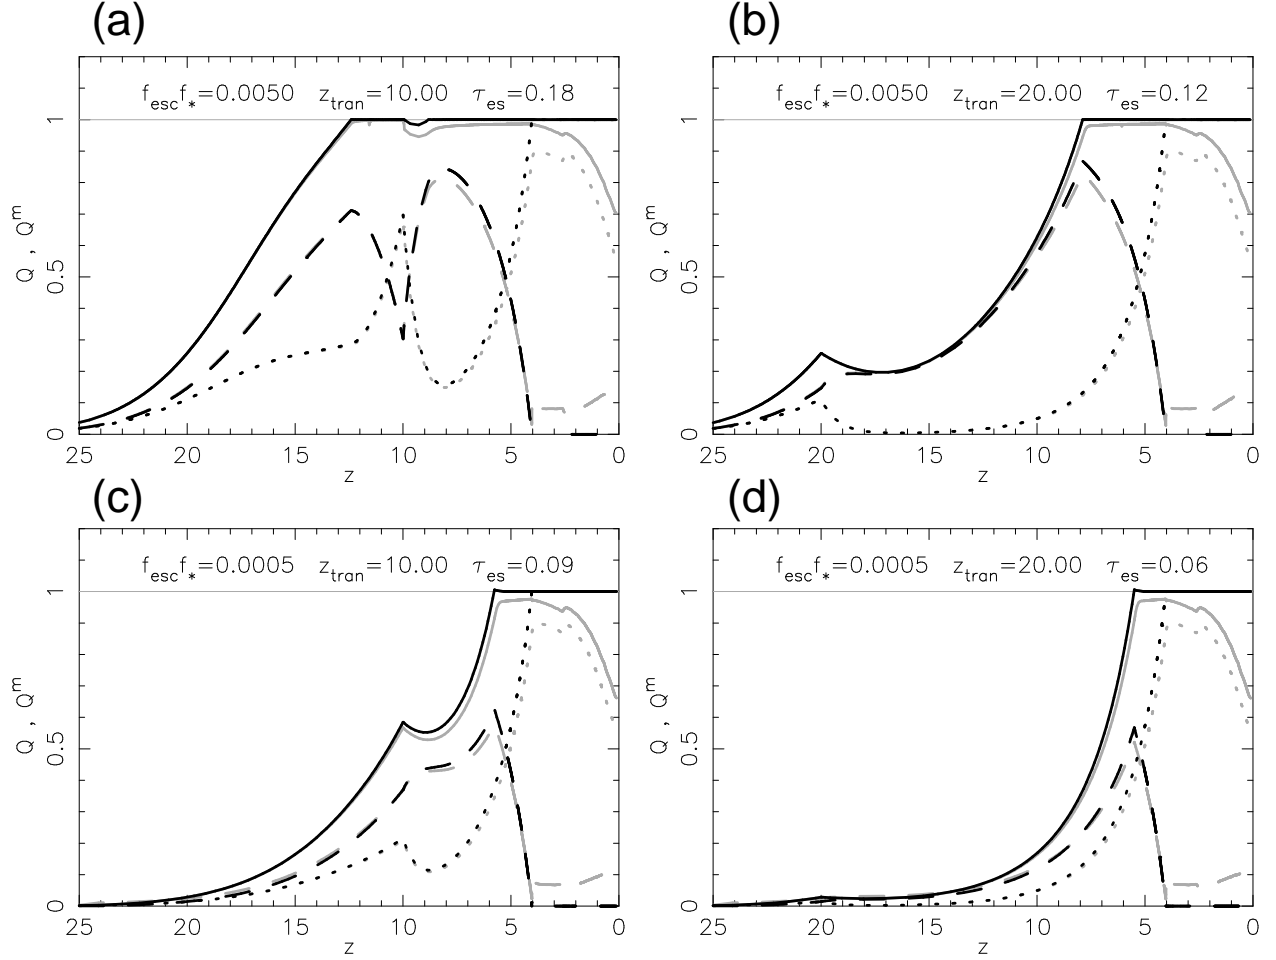 (a)
f_esc f_*=0.0050 z_tran=10.00 τ_es=0.18
1
0.5
0
Q , Q^m
25 20 15 10 5 0
z
(b)
f_esc f_*=0.0050 z_tran=20.00 τ_es=0.12
1
0.5
0
Q , Q^m
25 20 15 10 5 0
z
(c)
f_esc f_*=0.0005 z_tran=10.00 τ_es=0.09
1
0.5
0
Q , Q^m
25 20 15 10 5 0
z
(d)
f_esc f_*=0.0005 z_tran=20.00 τ_es=0.06
1
0.5
0
Q , Q^m
25 20 15 10 5 0
z